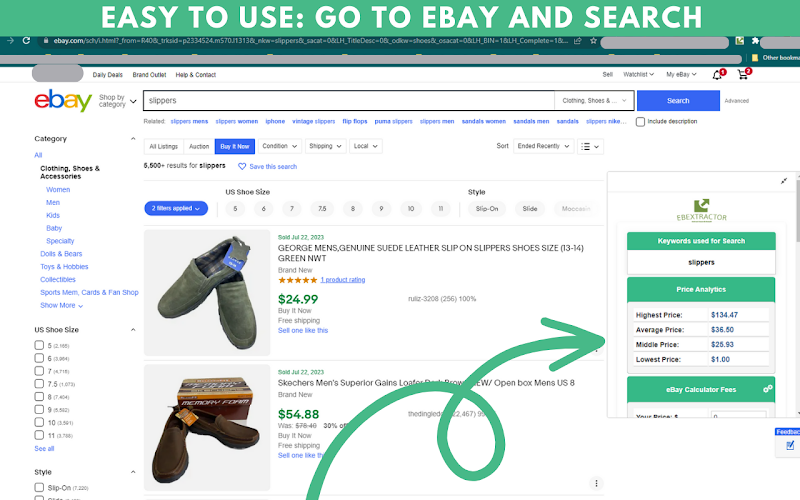 EASY TO USE: GO TO EBAY AND SEARCH
ebay.com/sch/i.html?_from=R40&_trksid=p2334524.m570.l1313&_nkw=slippers&_sacat=0&LH_TitleDesc=0&_odkw=shoes&_osacat=0&LH_BIN=1&LH_Complete=1&...
Other bookma
Daily Deals Brand Outlet Help & Contact
Sell Watchlist My eBay 1 2
ebay
Shop by category
slippers
Clothing, Shoes & ...
Search
Advanced
Related: slippers mens slippers women iphone vintage slippers flip flops puma slippers slippers men sandals women sandals men sandals slippers nike...
Include description
Category
All
Clothing, Shoes & Accessories
Women
Men
Kids
Baby
Specialty
Dolls & Bears
Toys & Hobbies
Collectibles
Sports Mem, Cards & Fan Shop
Show More
US Shoe Size
5 (2,168)
6 (3,984)
7 (4,718)
7.5 (1,073)
8 (7,404)
9 (5,592)
10 (3,591)
11 (3,788)
See all
Style
Slip-On (7,220)
All Listings Auction Buy It Now Condition Shipping Local
Sort Ended Recently
5,500+ results for slippers Save this search
2 filters applied
US Shoe Size
5 6 7 7.5 8 9 10 11
Style
Slip-On Slide Moccasin
Sold Jul 22, 2023
GEORGE MENS,GENUINE SUEDE LEATHER SLIP ON SLIPPERS SHOES SIZE (13-14)
GREEN NWT
Brand New
1 product rating
$24.99
ruliz-3208 (256) 100%
Buy It Now
Free shipping
Sell one like this
Sold Jul 22, 2023
Skechers Men's Superior Gains Loafer Dark Brown NEW/ Open box Mens US 8
Brand New
$54.88
Was: $78.40 30% off
Buy It Now
Free shipping
Sell one like this
MEMORY FOAM
EBEXTRACTOR
Keywords used for Search
slippers
Price Analytics
Highest Price: $134.47
Average Price: $36.50
Middle Price: $25.93
Lowest Price: $1.00
eBay Calculator Fees
Your Price: $ 0
Feedback